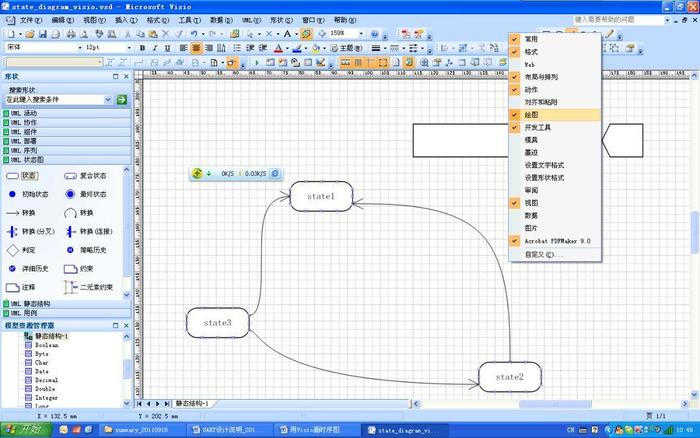 state_diagram_visio.vsd - Microsoft Visio
文件(F) 编辑(E) 视图(V) 插入(I) 格式(O) 工具(T) 数据(D) 形状(S) UML(U) 窗口(W) 帮助(H)
键入需要帮助的问题
159%
宋体 12pt
主题
形状
搜索形状:
在此键入搜索条件
UML 活动
UML 协作
UML 组件
UML 部署
UML 序列
UML 状态图
状态 复合状态
初始状态 最终状态
转换 转换
转换(分叉) 转换(连接)
判定 简略历史
详细历史 约束
注释 二元素约束
UML 静态结构
UML 用例
模型资源管理器
静态结构-1
Boolean
Byte
Char
Date
Decimal
Double
Integer
Long
0K/S 0.03K/S
state1
state3
state2
常用
格式
Web
布局与排列
动作
对齐和粘附
绘图
开发工具
模具
墨迹
设置文字格式
设置形状格式
审阅
视图
数据
图片
Acrobat PDFMaker 9.0
自定义(C)...
静态结构-1
X = 132.5 mm Y = 202.5 mm 页 1/1
开始 summary_20110918 UART设计说明_201... 用Visio画时序图... state_diagram_vi... CN 10:49